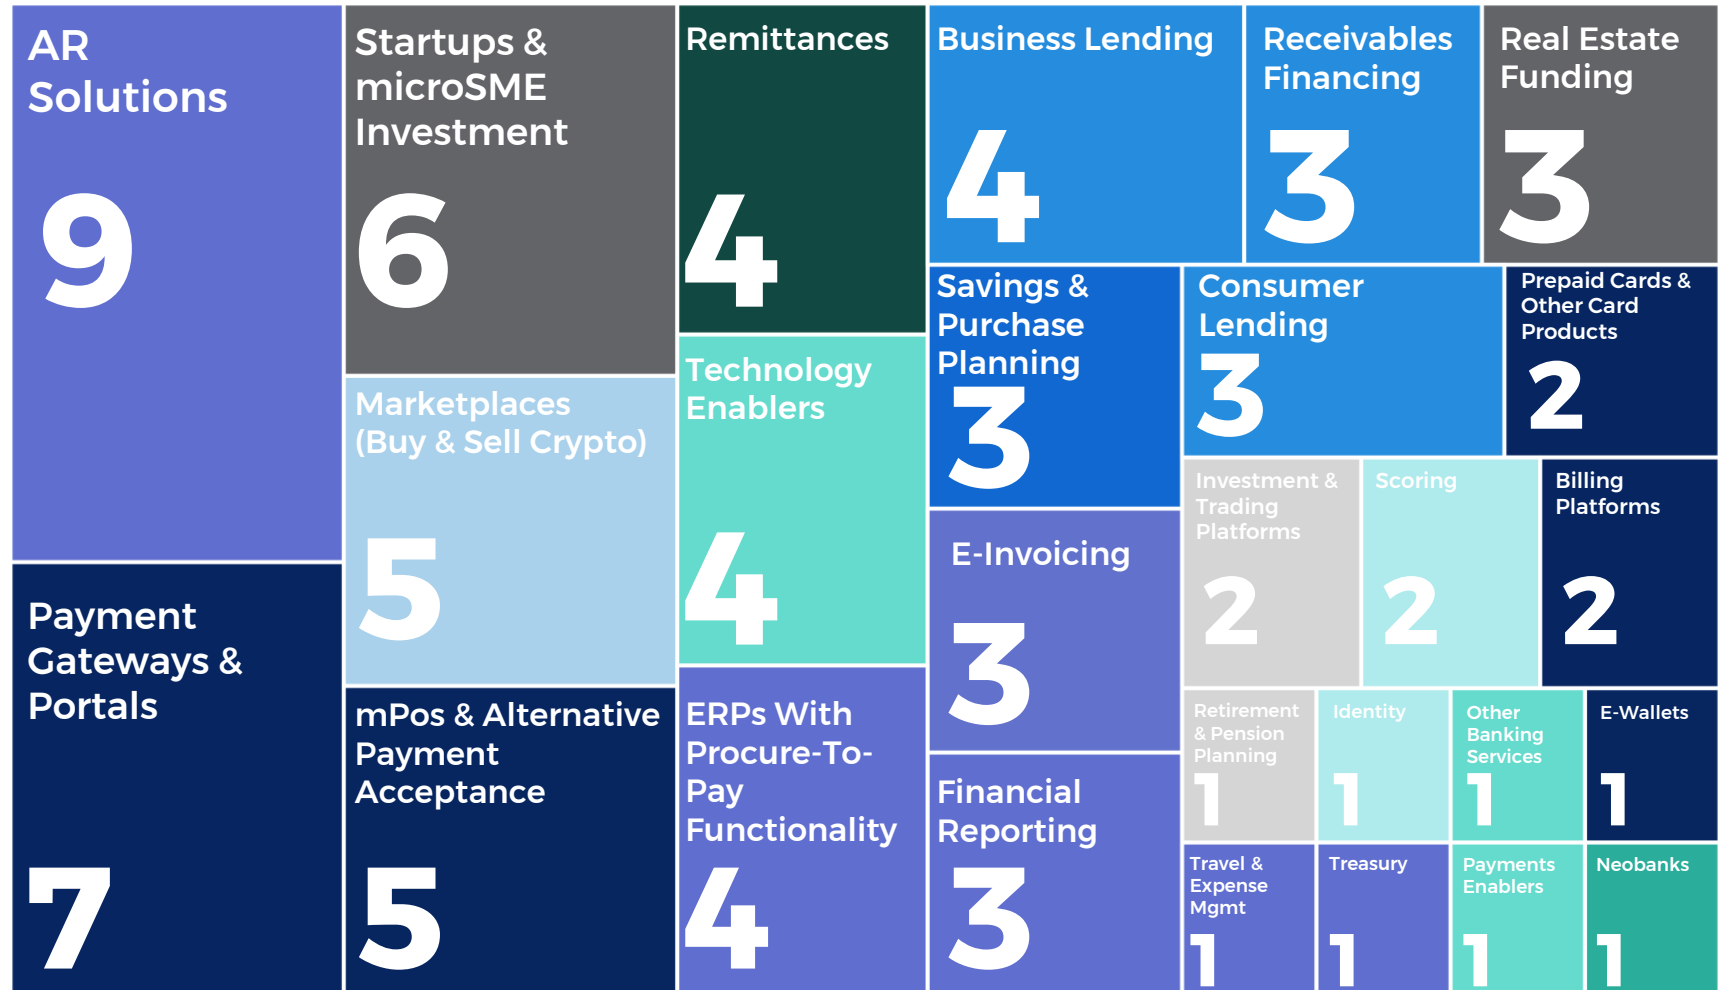 AR
Solutions
9
Payment
Gateways &
Portals
7
Startups &
microSME
Investment
6
Marketplaces
(Buy & Sell Crypto)
5
mPos & Alternative
Payment
Acceptance
5
Remittances
4
Technology
Enablers
4
ERPs With
Procure-To-
Pay
Functionality
4
Business Lending
4
Receivables
Financing
3
Real Estate
Funding
3
Savings &
Purchase
Planning
3
Consumer
Lending
3
Prepaid Cards &
Other Card
Products
2
E-Invoicing
3
Investment &
Trading
Platforms
2
Scoring
2
Billing
Platforms
2
Financial
Reporting
3
Retirement
& Pension
Planning
1
Identity
1
Other
Banking
Services
1
E-Wallets
1
Travel &
Expense
Mgmt
1
Treasury
1
Payments
Enablers
1
Neobanks
1